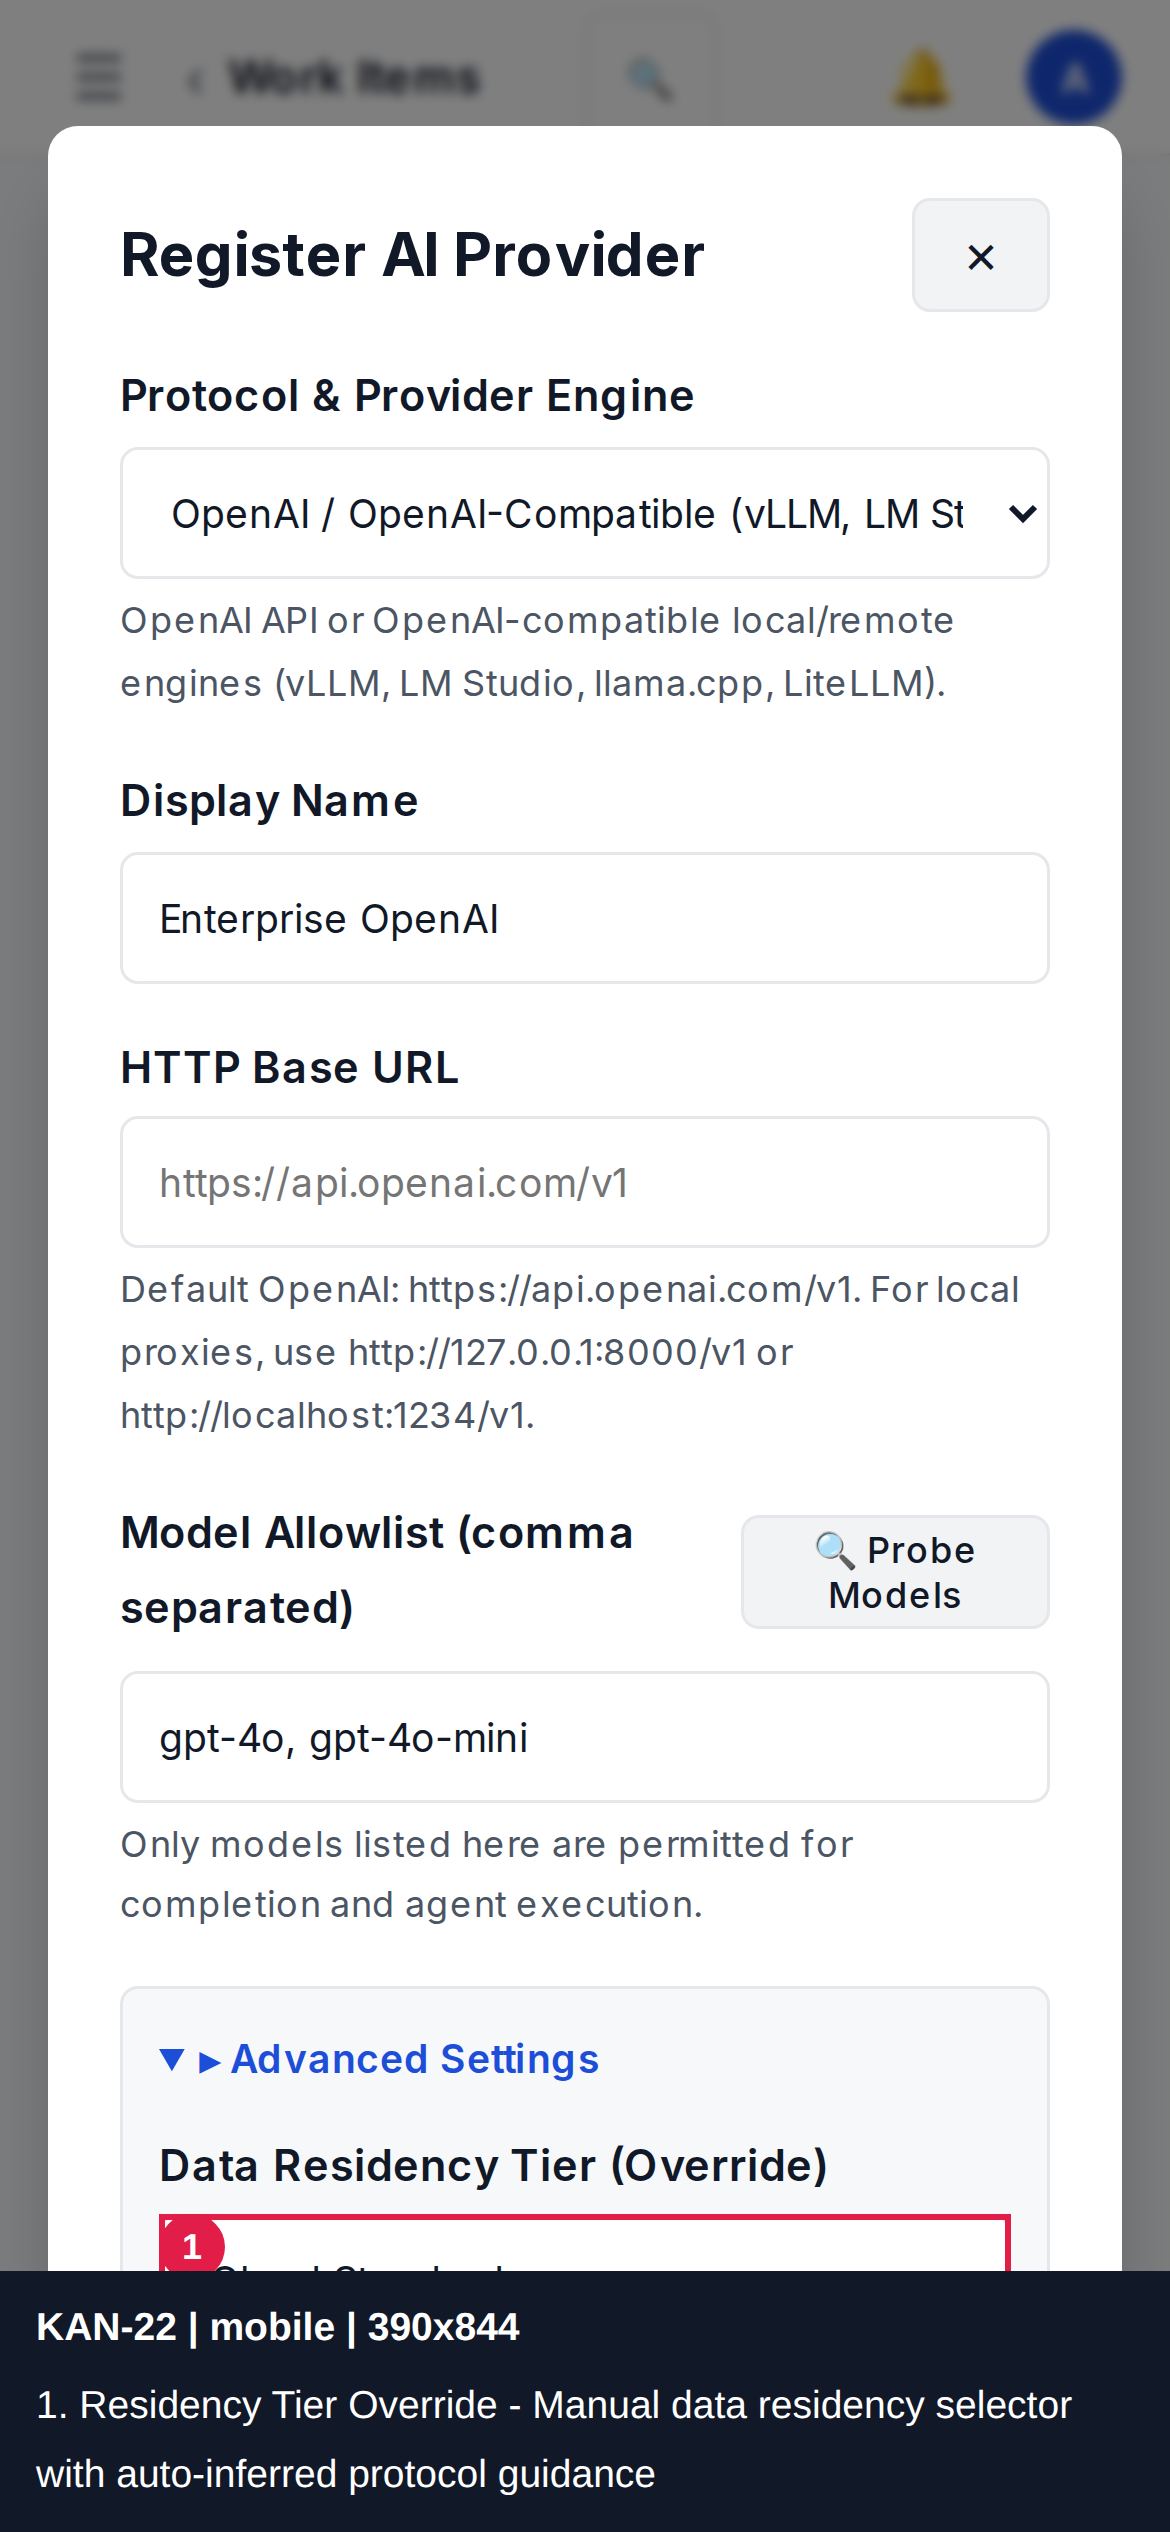 ☰ ‹ Work Items 🔍 🔔 A
Register AI Provider ✕
Protocol & Provider Engine
OpenAI / OpenAI-Compatible (vLLM, LM St
OpenAI API or OpenAI-compatible local/remote
engines (vLLM, LM Studio, llama.cpp, LiteLLM).
Display Name
Enterprise OpenAI
HTTP Base URL
https://api.openai.com/v1
Default OpenAI: https://api.openai.com/v1. For local
proxies, use http://127.0.0.1:8000/v1 or
http://localhost:1234/v1.
Model Allowlist (comma
separated)
🔍 Probe
Models
gpt-4o, gpt-4o-mini
Only models listed here are permitted for
completion and agent execution.
▼ ▸ Advanced Settings
Data Residency Tier (Override)
1
KAN-22 | mobile | 390x844
1. Residency Tier Override - Manual data residency selector
with auto-inferred protocol guidance